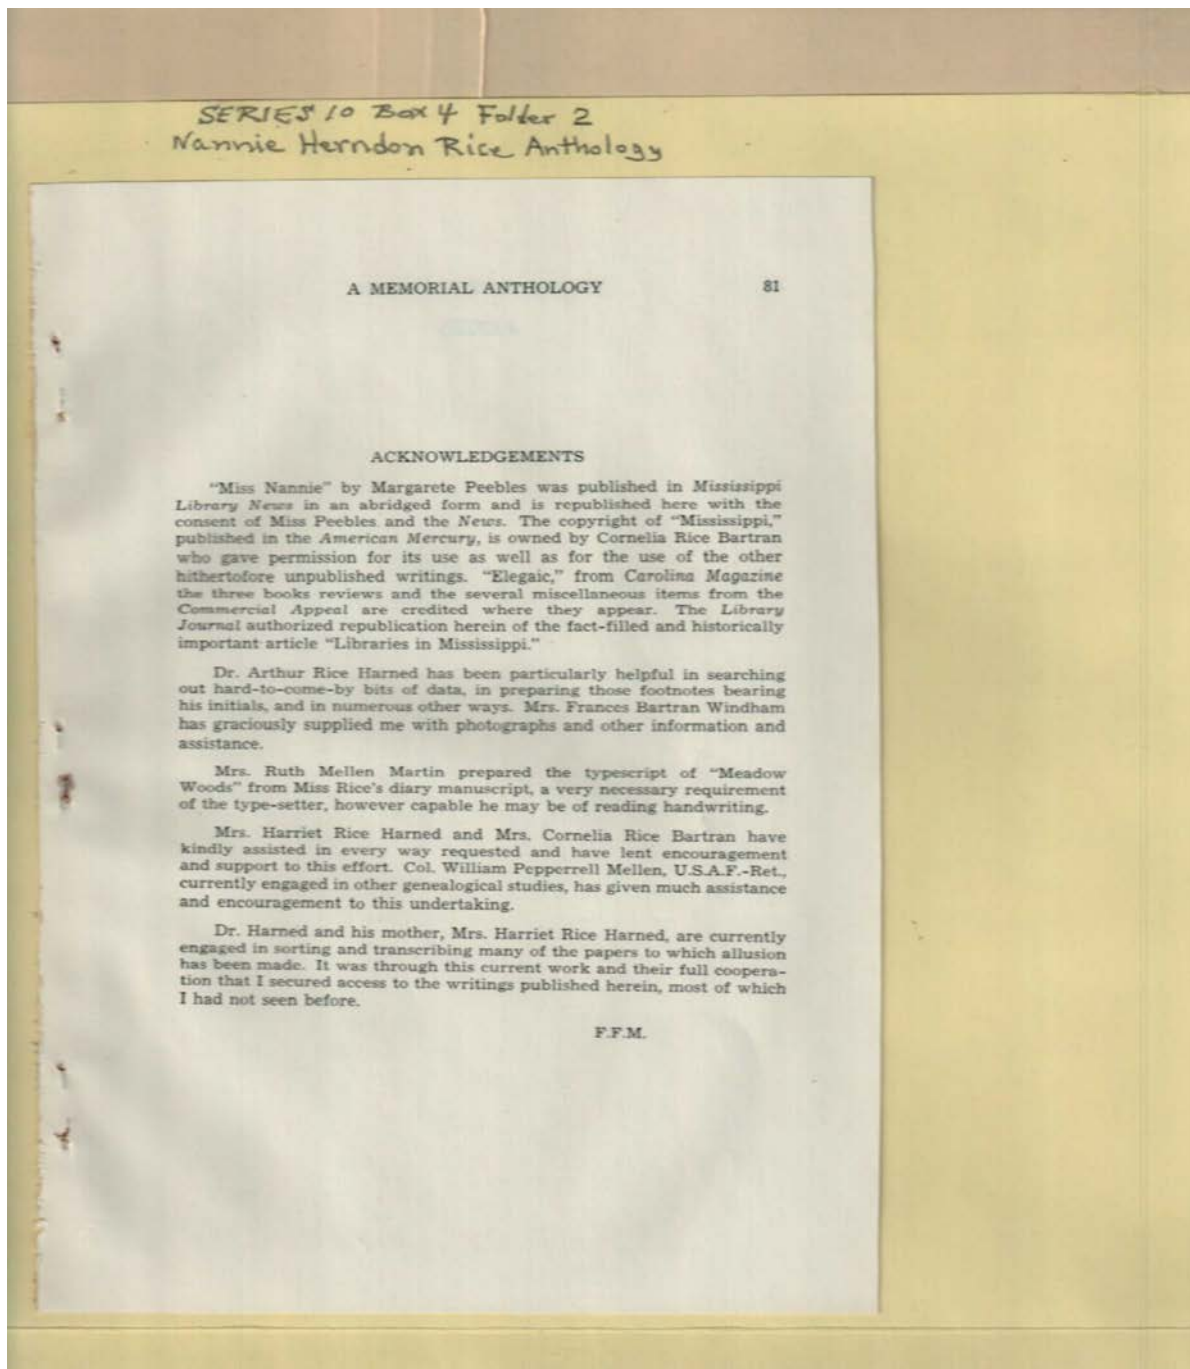 SERIES 10 Box 4 Folder 2
Nannie Herndon Rice Anthology
A MEMORIAL ANTHOLOGY 81
ACKNOWLEDGEMENTS
"Miss Nannie" by Margarete Peebles was published in Mississippi
Library News in an abridged form and is republished here with the
consent of Miss Peebles and the News. The copyright of "Mississippi,"
published in the American Mercury, is owned by Cornelia Rice Bartran
who gave permission for its use as well as for the use of the other
hithertofore unpublished writings. "Elegaic," from Carolina Magazine
the three books reviews and the several miscellaneous items from the
Commercial Appeal are credited where they appear. The Library
Journal authorized republication herein of the fact-filled and historically
important article "Libraries in Mississippi."
Dr. Arthur Rice Harned has been particularly helpful in searching
out hard-to-come-by bits of data, in preparing those footnotes bearing
his initials, and in numerous other ways. Mrs. Frances Bartran Windham
has graciously supplied me with photographs and other information and
assistance.
Mrs. Ruth Mellen Martin prepared the typescript of "Meadow
Woods" from Miss Rice's diary manuscript, a very necessary requirement
of the type-setter, however capable he may be of reading handwriting.
Mrs. Harriet Rice Harned and Mrs. Cornelia Rice Bartran have
kindly assisted in every way requested and have lent encouragement
and support to this effort. Col. William Pepperrell Mellen, U.S.A.F.-Ret.,
currently engaged in other genealogical studies, has given much assistance
and encouragement to this undertaking.
Dr. Harned and his mother, Mrs. Harriet Rice Harned, are currently
engaged in sorting and transcribing many of the papers to which allusion
has been made. It was through this current work and their full coopera-
tion that I secured access to the writings published herein, most of which
I had not seen before.
F.F.M.